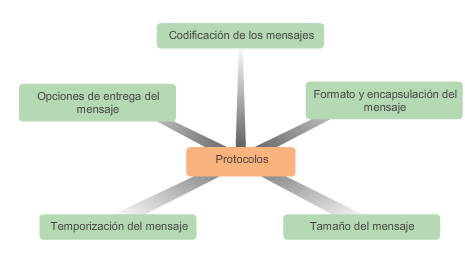 Codificación de los mensajes
Opciones de entrega del
mensaje
Formato y encapsulación del
mensaje
Protocolos
Temporización del mensaje
Tamaño del mensaje